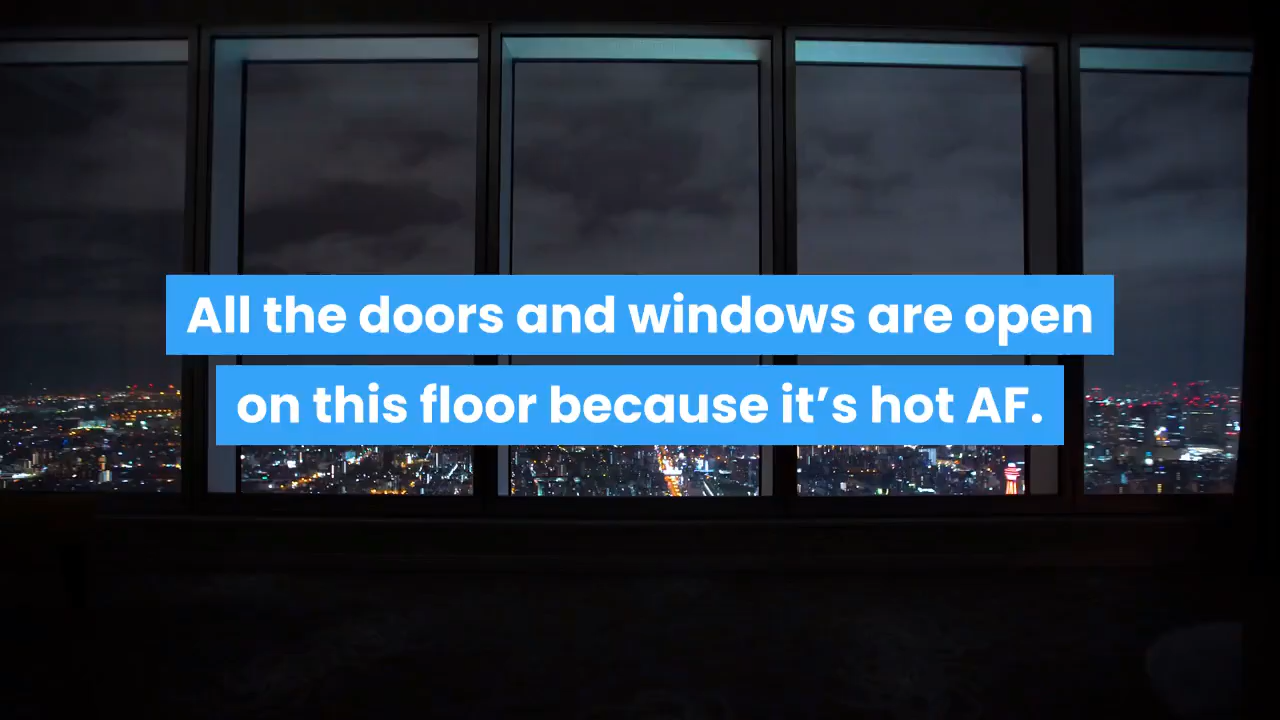 All the doors and windows are open
on this floor because it’s hot AF.